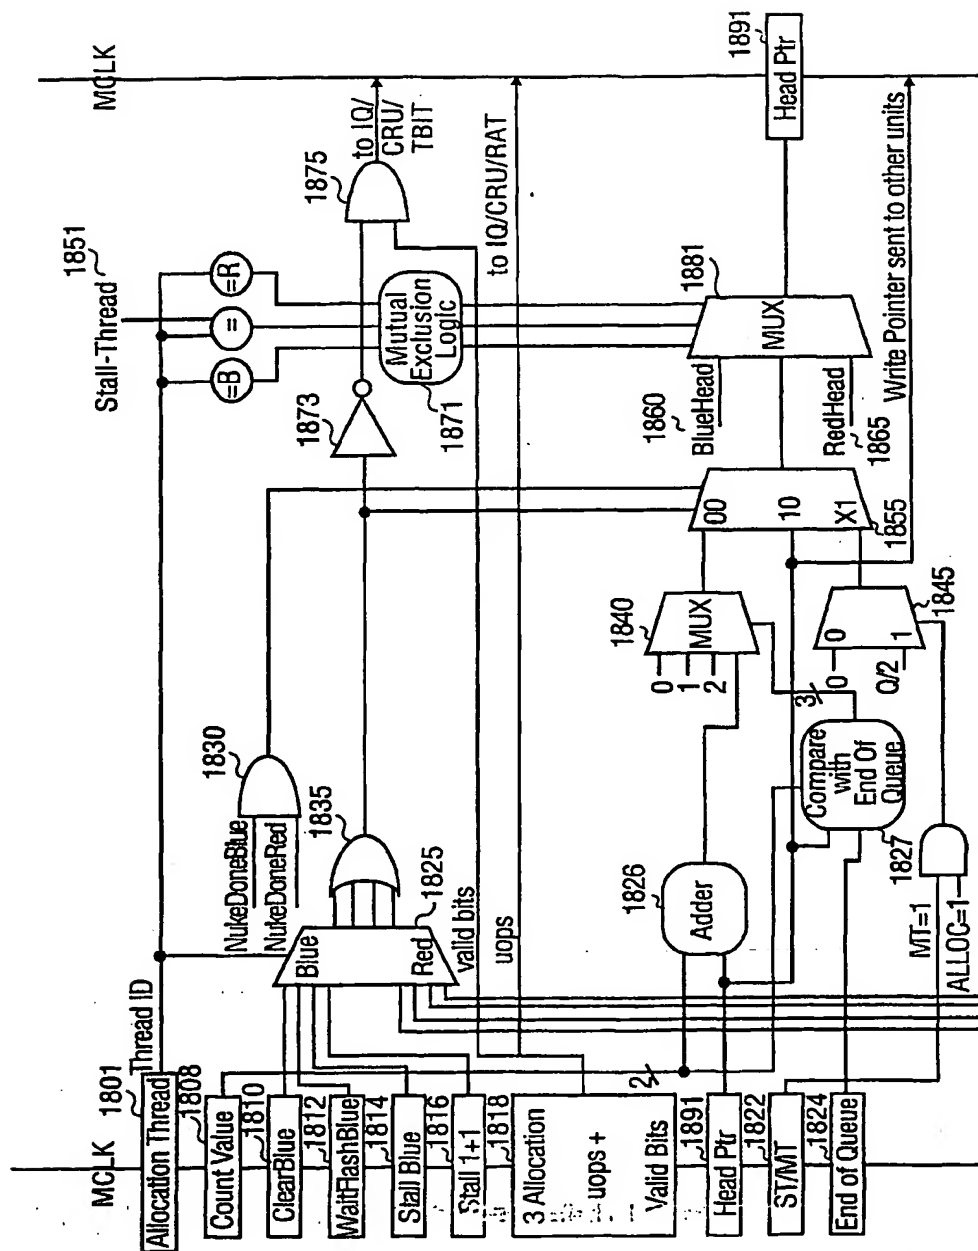 MCLK
1801
Allocation Thread
Thread ID
1808
Count Value
1810
ClearBlue
1812
WaitFlashBlue
1814
Stall Blue
1816
Stall 1+1
1818
3 Allocation
uops +
Valid Bits
1891
Head Ptr
1822
ST/MT
1824
End of Queue
2
NukeDoneBlue
NukeDoneRed
1830
1835
Blue
Red
1825
valid bits
uops
1826
Adder
Compare
with
End Of
Queue
1827
MT=1
ALLOC=1
3
0
1
2
MUX
1840
0
Q/2
0
1
1845
00
10
X1
1855
1873
Stall-Thread
1851
=B
=
=R
Mutual
Exclusion
Logic
1871
1860
BlueHead
RedHead
1865
MUX
1881
1875
to IQ/
CRU/
TBIT
to IQ/CRU/RAT
Write Pointer sent to other units
MCLK
1891
Head Ptr